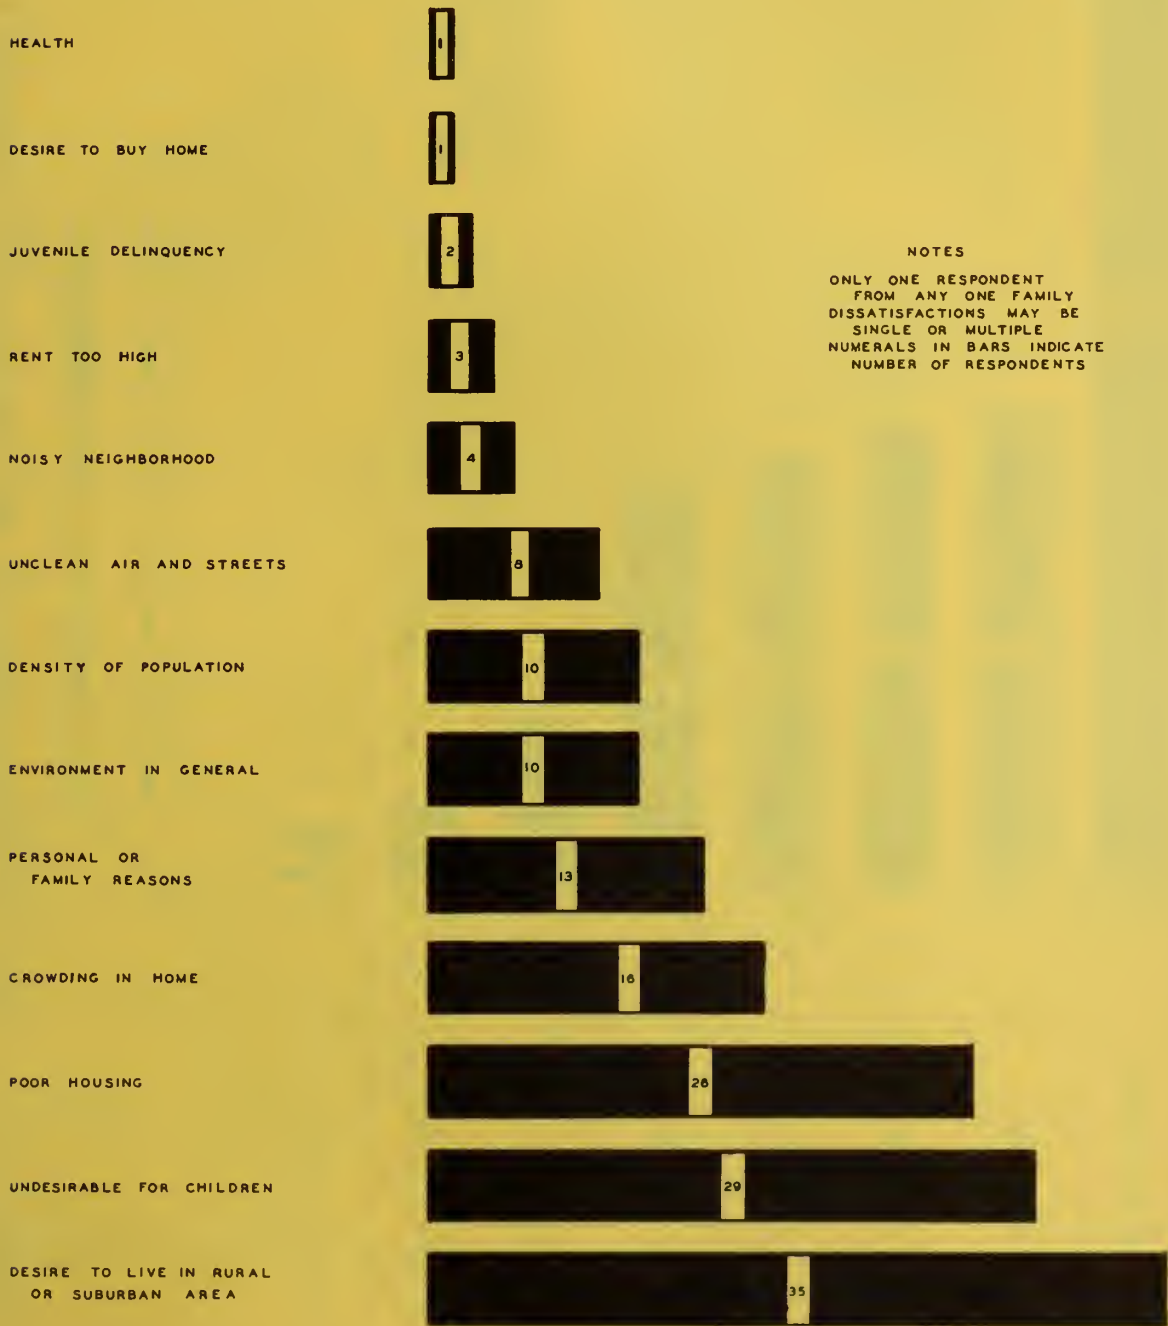 HEALTH
1
DESIRE TO BUY HOME
1
JUVENILE DELINQUENCY
2
NOTES
ONLY ONE RESPONDENT
FROM ANY ONE FAMILY
DISSATISFACTIONS MAY BE
SINGLE OR MULTIPLE
NUMERALS IN BARS INDICATE
NUMBER OF RESPONDENTS
RENT TOO HIGH
3
NOISY NEIGHBORHOOD
4
UNCLEAN AIR AND STREETS
8
DENSITY OF POPULATION
10
ENVIRONMENT IN GENERAL
10
PERSONAL OR
FAMILY REASONS
13
CROWDING IN HOME
16
POOR HOUSING
26
UNDESIRABLE FOR CHILDREN
29
DESIRE TO LIVE IN RURAL
OR SUBURBAN AREA
35